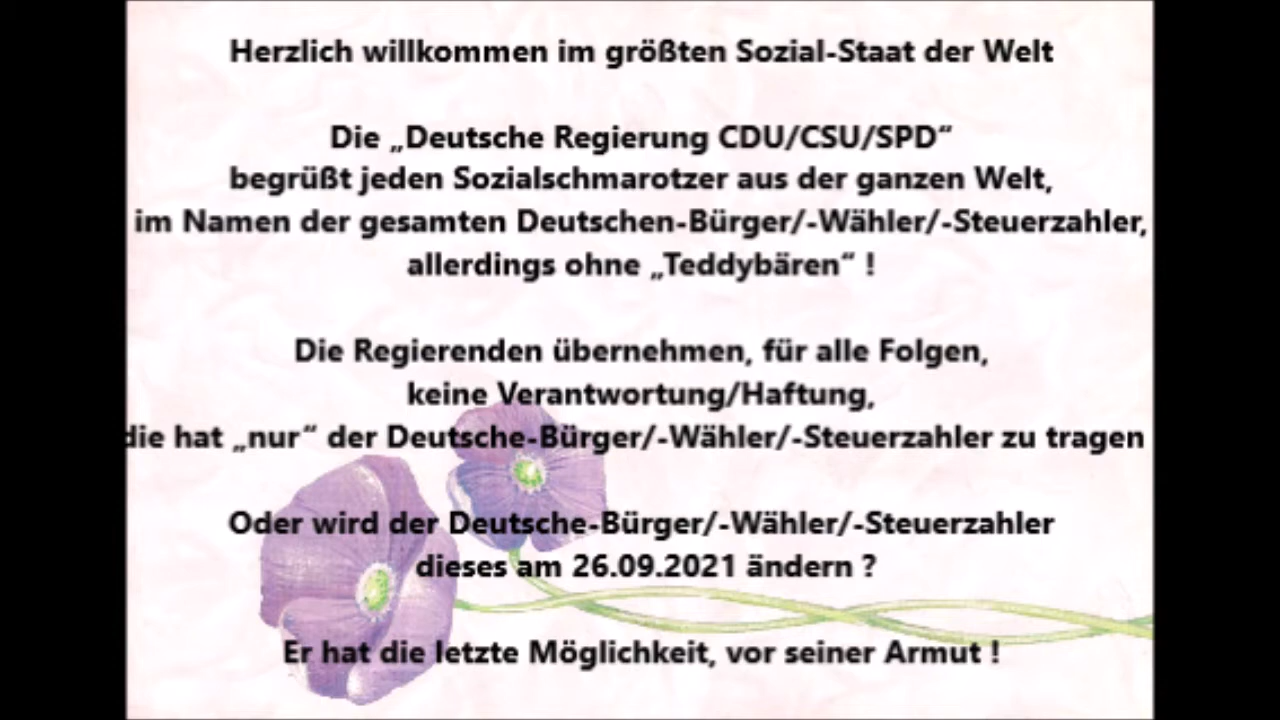 Herzlich willkommen im größten Sozial-Staat der Welt
Die „Deutsche Regierung CDU/CSU/SPD“
begrüßt jeden Sozialschmarotzer aus der ganzen Welt,
im Namen der gesamten Deutschen-Bürger/-Wähler/-Steuerzahler,
allerdings ohne „Teddybären“ !
Die Regierenden übernehmen, für alle Folgen,
keine Verantwortung/Haftung,
die hat „nur“ der Deutsche-Bürger/-Wähler/-Steuerzahler zu tragen
Oder wird der Deutsche-Bürger/-Wähler/-Steuerzahler
dieses am 26.09.2021 ändern ?
Er hat die letzte Möglichkeit, vor seiner Armut !